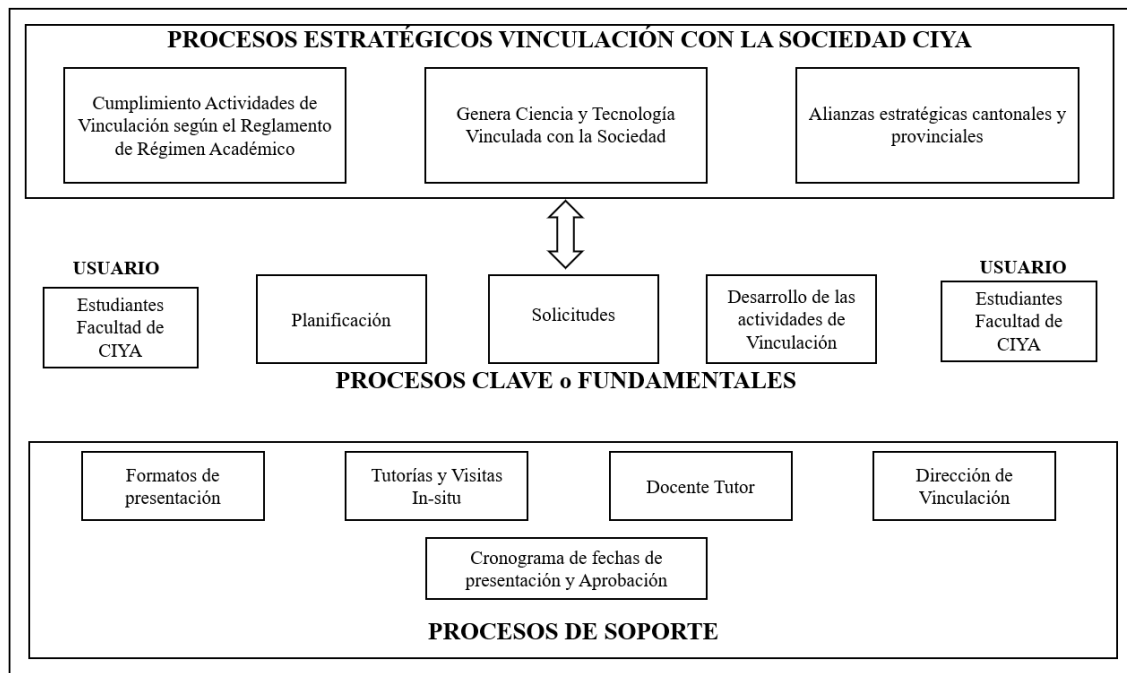 PROCESOS ESTRATÉGICOS VINCULACIÓN CON LA SOCIEDAD CIYA
Cumplimiento Actividades de
Vinculación según el Reglamento
de Régimen Académico
Genera Ciencia y Tecnología
Vinculada con la Sociedad
Alianzas estratégicas cantonales y
provinciales
USUARIO
Estudiantes
Facultad de
CIYA
Planificación
Solicitudes
Desarrollo de las
actividades de
Vinculación
USUARIO
Estudiantes
Facultad de
CIYA
PROCESOS CLAVE o FUNDAMENTALES
Formatos de
presentación
Tutorías y Visitas
In-situ
Docente Tutor
Dirección de
Vinculación
Cronograma de fechas de
presentación y Aprobación
PROCESOS DE SOPORTE